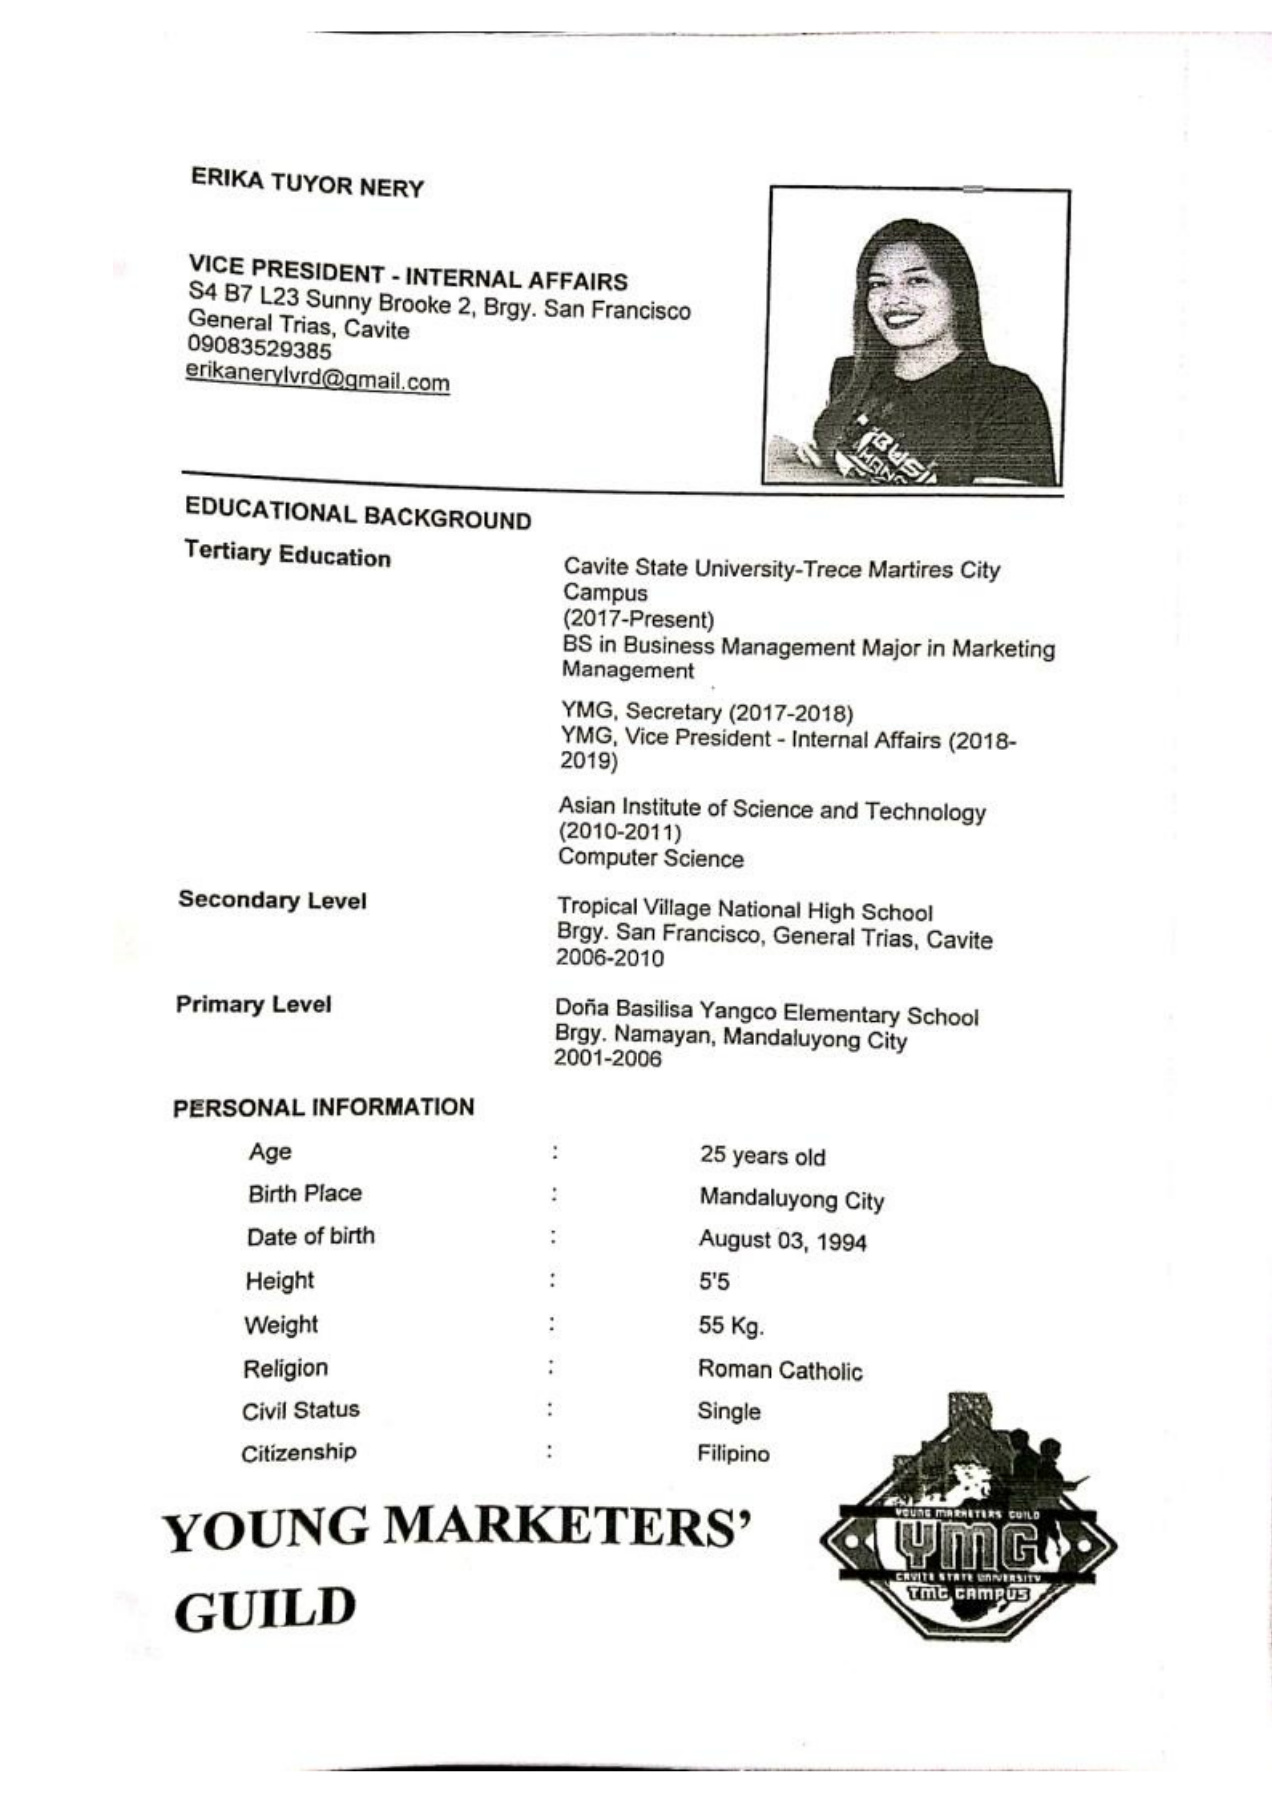 ERIKA TUYOR NERY
VICE PRESIDENT - INTERNAL AFFAIRS
S4 B7 L23 Sunny Brooke 2, Brgy. San Francisco
General Trias, Cavite
09083529385
erikanerylvrd@gmail.com
BUSI
MANG
EDUCATIONAL BACKGROUND
Tertiary Education
Cavite State University-Trece Martires City
Campus
(2017-Present)
BS in Business Management Major in Marketing
Management
YMG, Secretary (2017-2018)
YMG, Vice President - Internal Affairs (2018-
2019)
Asian Institute of Science and Technology
(2010-2011)
Computer Science
Secondary Level
Tropical Village National High School
Brgy. San Francisco, General Trias, Cavite
2006-2010
Primary Level
Doña Basilisa Yangco Elementary School
Brgy. Namayan, Mandaluyong City
2001-2006
PERSONAL INFORMATION
Age : 25 years old
Birth Place : Mandaluyong City
Date of birth : August 03, 1994
Height : 5'5
Weight : 55 Kg.
Religion : Roman Catholic
Civil Status : Single
Citizenship : Filipino
YOUNG MARKETERS'
GUILD
YOUNG MARKETERS GUILD
YMG
CAVITE STATE UNIVERSITY
TMC CAMPUS